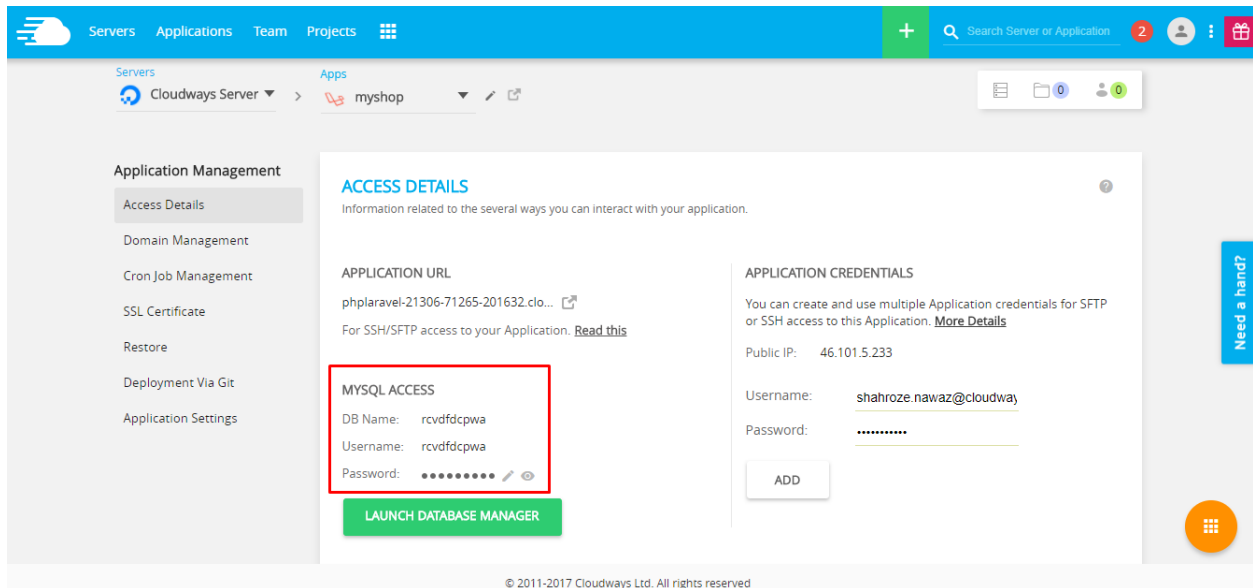 Servers Applications Team Projects
+ Search Server or Application 2
Servers
Cloudways Server
>
Apps
myshop
0 0
Application Management
Access Details
Domain Management
Cron Job Management
SSL Certificate
Restore
Deployment Via Git
Application Settings
ACCESS DETAILS
Information related to the several ways you can interact with your application.
APPLICATION URL
phplaravel-21306-71265-201632.clo...
For SSH/SFTP access to your Application. Read this
MYSQL ACCESS
DB Name: rcvdfdcpwa
Username: rcvdfdcpwa
Password: •••••••••
LAUNCH DATABASE MANAGER
APPLICATION CREDENTIALS
You can create and use multiple Application credentials for SFTP
or SSH access to this Application. More Details
Public IP: 46.101.5.233
Username: shahroze.nawaz@cloudway
Password: •••••••••••
ADD
Need a hand?
© 2011-2017 Cloudways Ltd. All rights reserved